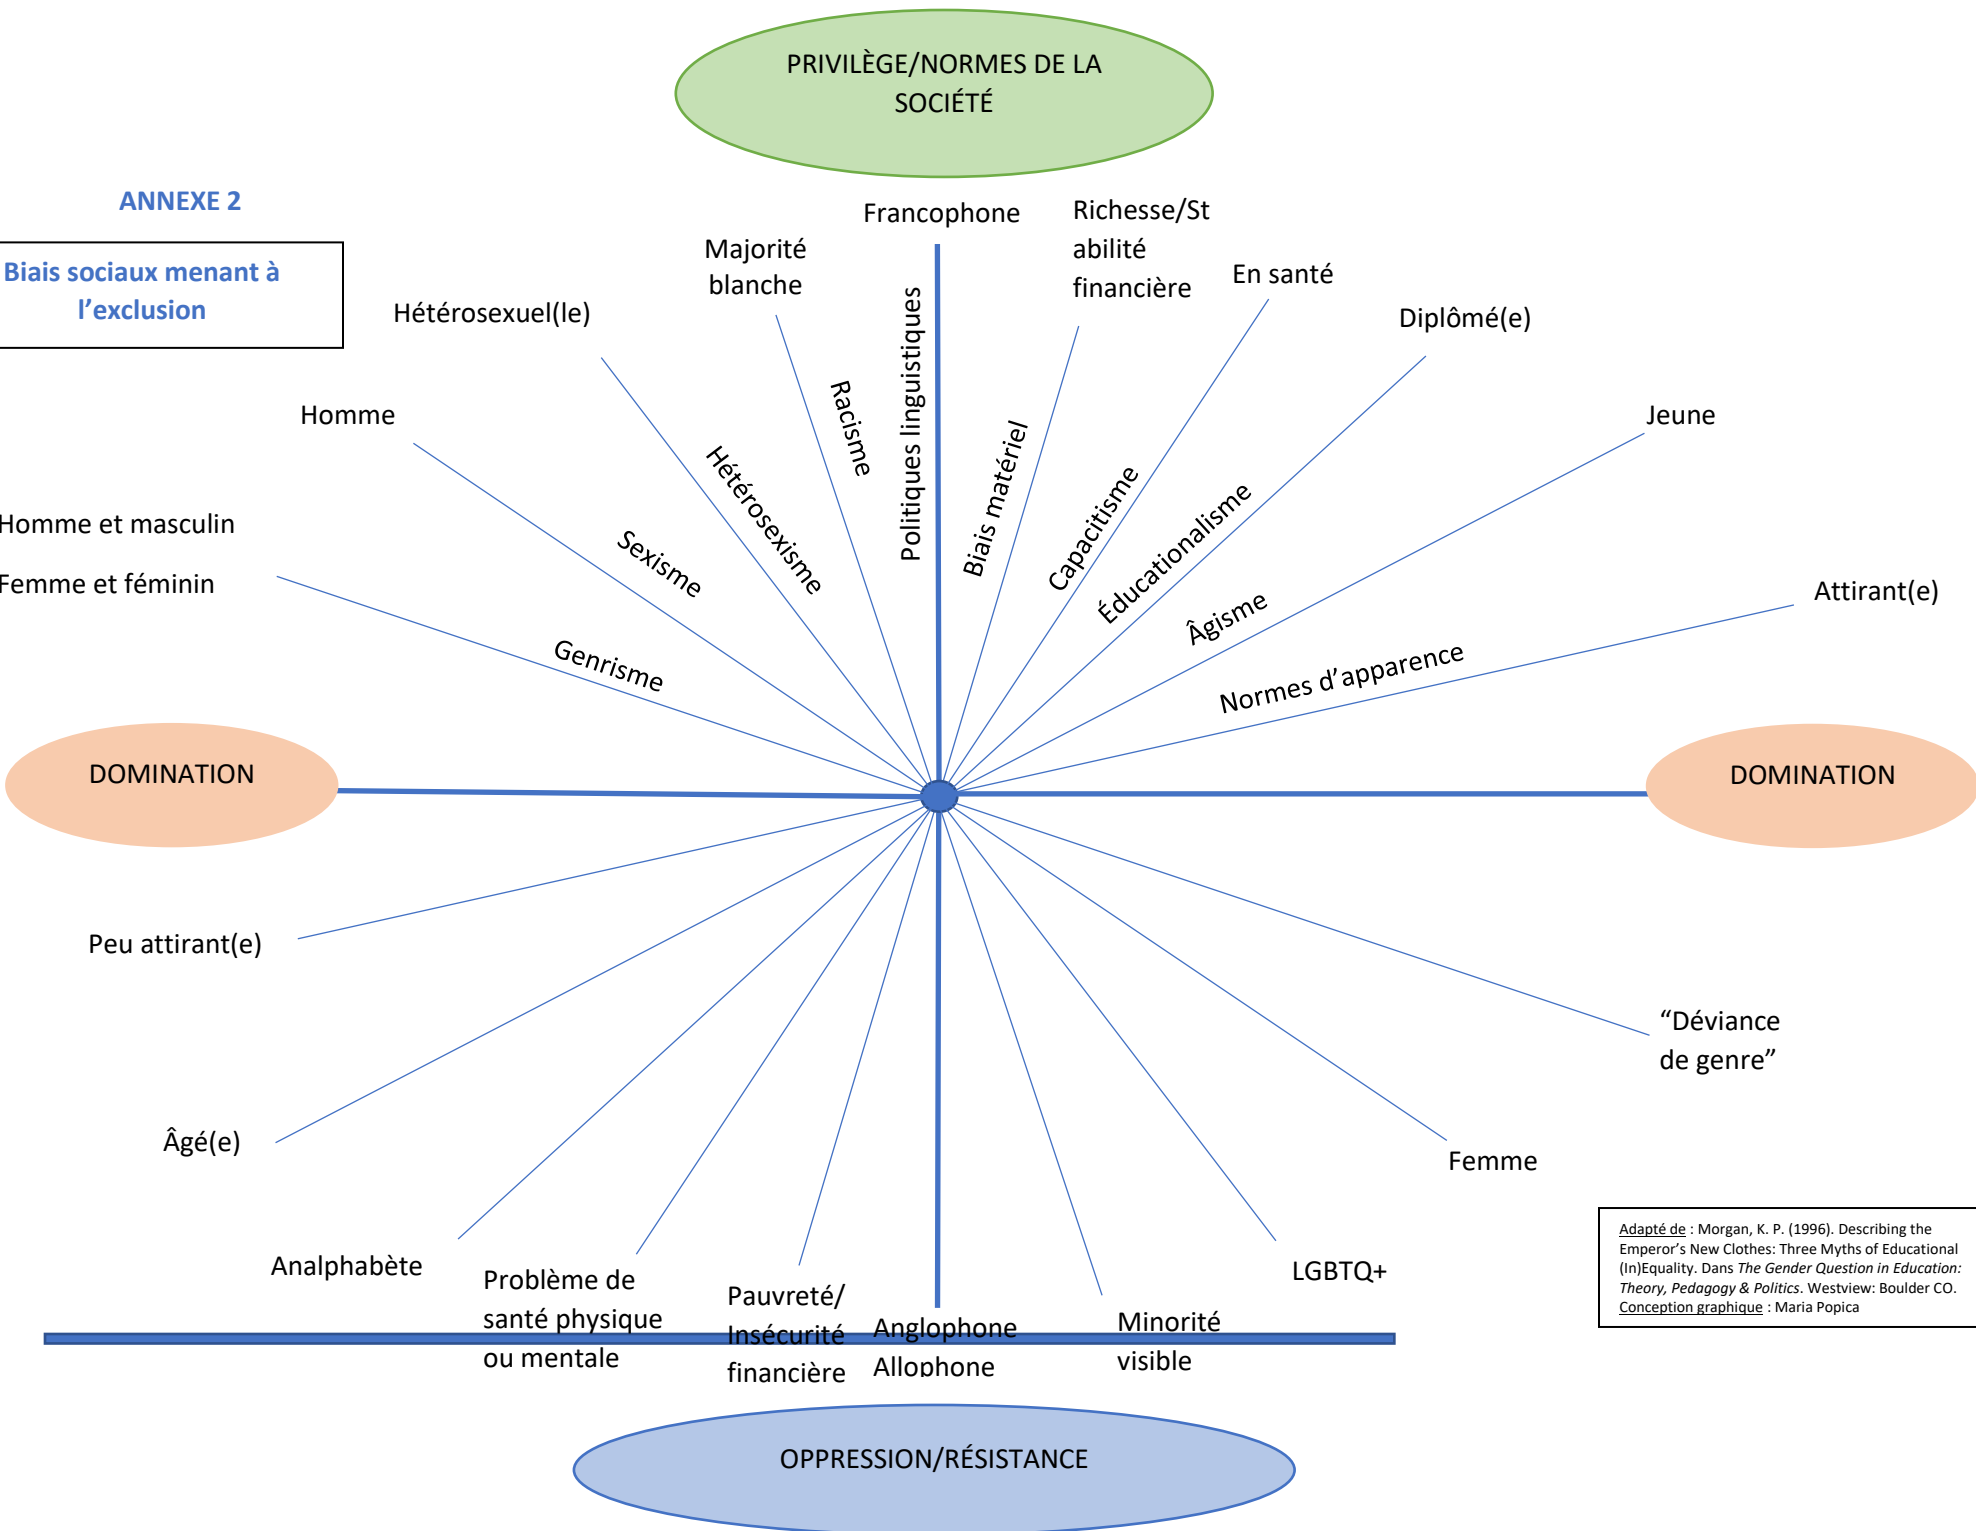 PRIVILÈGE/NORMES DE LA
SOCIÉTÉ
ANNEXE 2
Biais sociaux menant à
l’exclusion
Francophone
Richesse/St
abilité
financière
Majorité
blanche
En santé
Hétérosexuel(le)
Diplômé(e)
Homme
Jeune
Homme et masculin
Femme et féminin
Attirant(e)
Genrisme
Sexisme
Hétérosexisme
Racisme
Politiques linguistiques
Biais matériel
Capacitisme
Éducationalisme
Âgisme
Normes d’apparence
DOMINATION
DOMINATION
Peu attirant(e)
“Déviance
de genre”
Âgé(e)
Femme
Analphabète
Problème de
santé physique
ou mentale
Pauvreté/
Insécurité
financière
Anglophone
Allophone
Minorité
visible
LGBTQ+
Adapté de : Morgan, K. P. (1996). Describing the
Emperor’s New Clothes: Three Myths of Educational
(In)Equality. Dans The Gender Question in Education:
Theory, Pedagogy & Politics. Westview: Boulder CO.
Conception graphique : Maria Popica
OPPRESSION/RÉSISTANCE